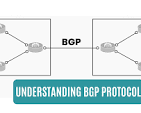 BGP
UNDERSTANDING BGP PROTOCOL